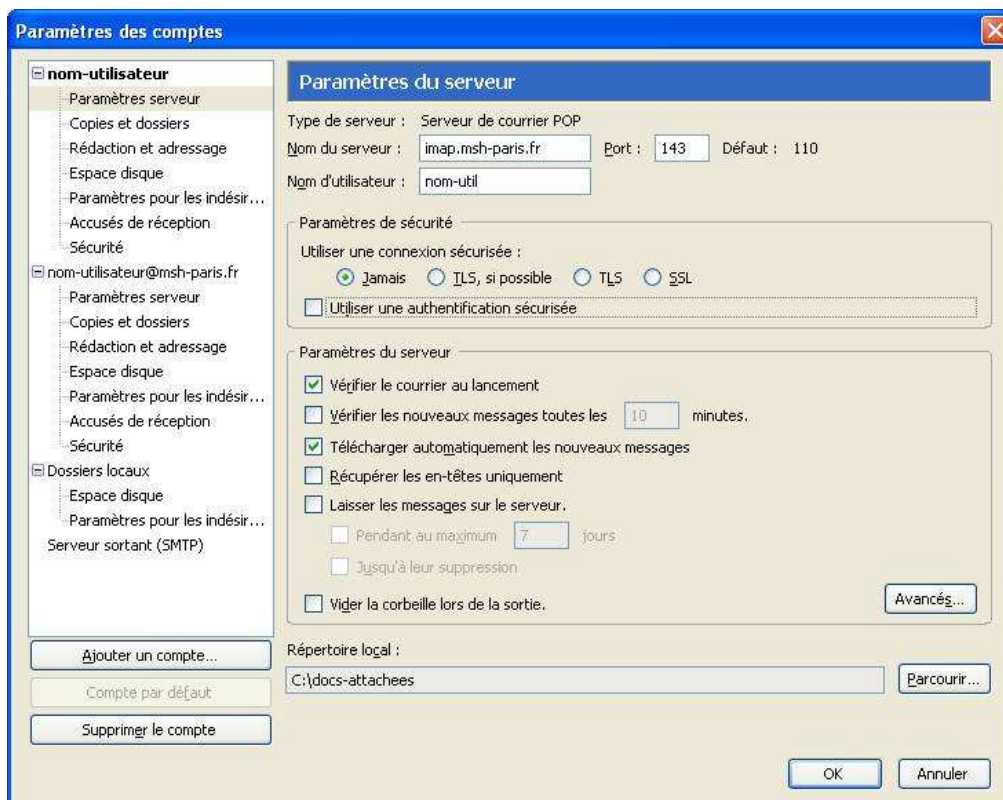 Paramètres des comptes
nom-utilisateur
Paramètres serveur
Copies et dossiers
Rédaction et adressage
Espace disque
Paramètres pour les indésir...
Accusés de réception
Sécurité
nom-utilisateur@msh-paris.fr
Paramètres serveur
Copies et dossiers
Rédaction et adressage
Espace disque
Paramètres pour les indésir...
Accusés de réception
Sécurité
Dossiers locaux
Espace disque
Paramètres pour les indésir...
Serveur sortant (SMTP)
Ajouter un compte...
Compte par défaut
Supprimer le compte
Paramètres du serveur
Type de serveur : Serveur de courrier POP
Nom du serveur : imap.msh-paris.fr Port : 143 Défaut : 110
Nom d'utilisateur : nom-util
Paramètres de sécurité
Utiliser une connexion sécurisée :
Jamais TLS, si possible TLS SSL
Utiliser une authentification sécurisée
Paramètres du serveur
Vérifier le courrier au lancement
Vérifier les nouveaux messages toutes les 10 minutes.
Télécharger automatiquement les nouveaux messages
Récupérer les en-têtes uniquement
Laisser les messages sur le serveur.
Pendant au maximum 7 jours
Jusqu'à leur suppression
Vider la corbeille lors de la sortie.
Avancés...
Répertoire local :
C:\docs-attachees Parcourir...
OK Annuler